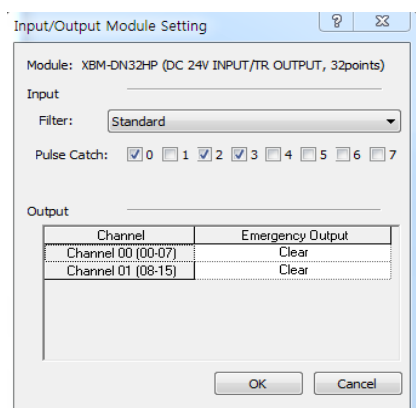 Input/Output Module Setting
Module: XBM-DN32HP (DC 24V INPUT/TR OUTPUT, 32points)
Input
Filter: Standard
Pulse Catch: 0 1 2 3 4 5 6 7
Output
Channel Emergency Output
Channel 00 (00-07) Clear
Channel 01 (08-15) Clear
OK Cancel